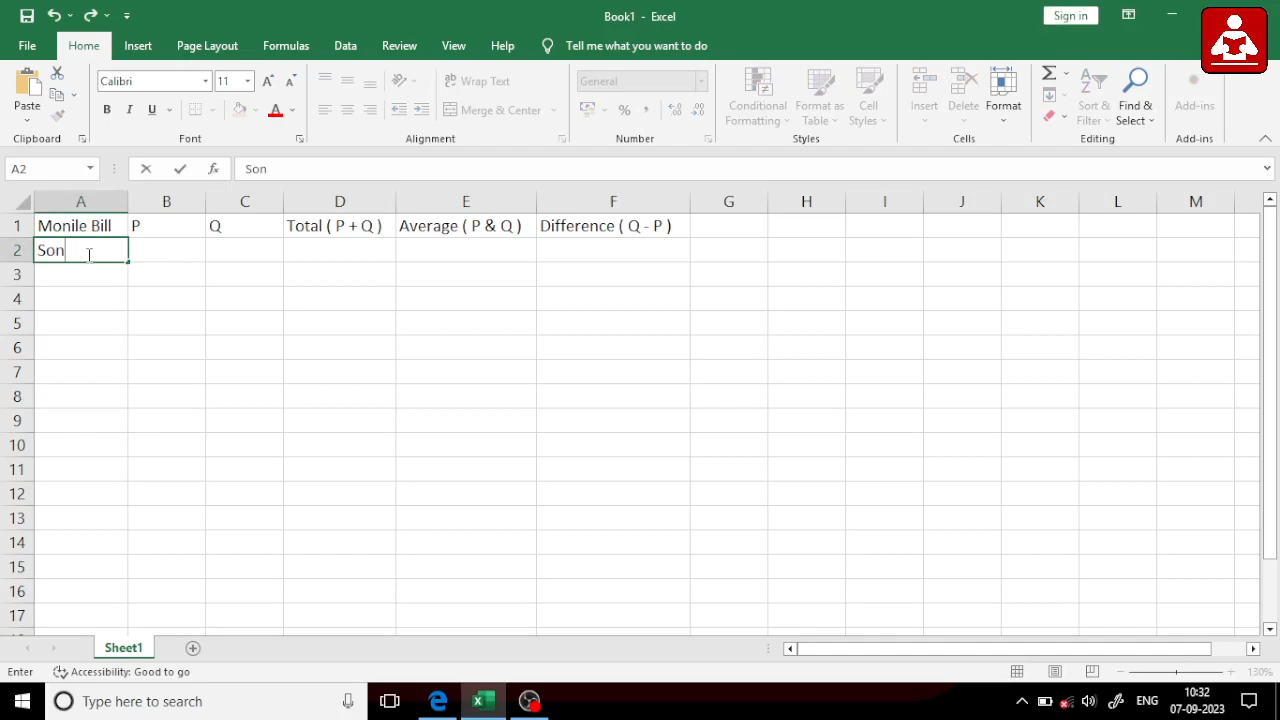 Book1 - Excel
Sign in
File Home Insert Page Layout Formulas Data Review View Help Tell me what you want to do
Paste
Clipboard
Calibri 11
B I U
Font
Wrap Text
Merge & Center
Alignment
General
%
Number
Conditional Formatting
Format as Table
Cell Styles
Styles
Insert Delete Format
Cells
Sort & Filter
Find & Select
Editing
Add-ins
Add-ins
A2 fx Son
A B C D E F G H I J K L M
1 Monile Bill P Q Total ( P + Q ) Average ( P & Q ) Difference ( Q - P )
2 Son
3
4
5
6
7
8
9
10
11
12
13
14
15
16
17
Sheet1
Enter Accessibility: Good to go 130%
Type here to search
ENG
10:32
07-09-2023